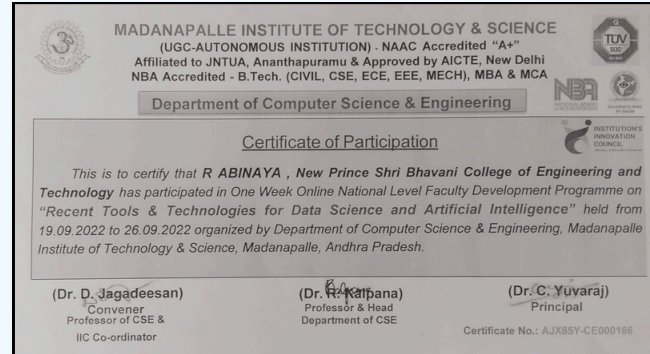 MADANAPALLE INSTITUTE OF TECHNOLOGY & SCIENCE
(UGC-AUTONOMOUS INSTITUTION) - NAAC Accredited "A+"
Affiliated to JNTUA, Ananthapuramu & Approved by AICTE, New Delhi
NBA Accredited - B.Tech. (CIVIL, CSE, ECE, EEE, MECH), MBA & MCA
TUV
NBA
Department of Computer Science & Engineering
INSTITUTION'S
INNOVATION
COUNCIL
Certificate of Participation
This is to certify that R ABINAYA , New Prince Shri Bhavani College of Engineering and
Technology has participated in One Week Online National Level Faculty Development Programme on
"Recent Tools & Technologies for Data Science and Artificial Intelligence" held from
19.09.2022 to 26.09.2022 organized by Department of Computer Science & Engineering, Madanapalle
Institute of Technology & Science, Madanapalle, Andhra Pradesh.
(Dr. D. Jagadeesan)
Convener
Professor of CSE &
IIC Co-ordinator
(Dr. R. Kalpana)
Professor & Head
Department of CSE
(Dr. C. Yuvaraj)
Principal
Certificate No.: AJX85Y-CE000166